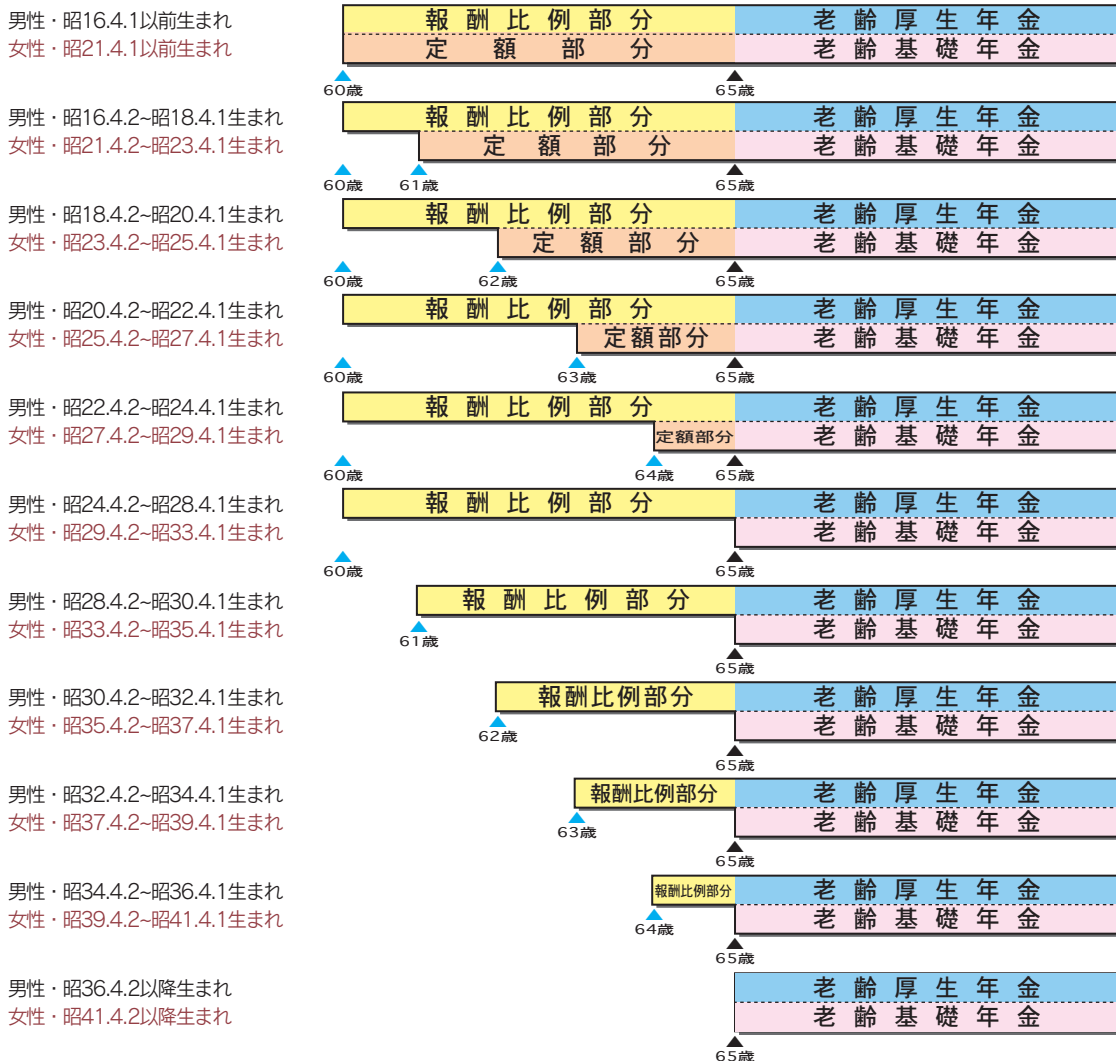 男性・昭16.4.1以前生まれ
女性・昭21.4.1以前生まれ
報酬比例部分 老齢厚生年金
定額部分 老齢基礎年金
60歳 65歳
男性・昭16.4.2~昭18.4.1生まれ
女性・昭21.4.2~昭23.4.1生まれ
報酬比例部分 老齢厚生年金
定額部分 老齢基礎年金
60歳 61歳 65歳
男性・昭18.4.2~昭20.4.1生まれ
女性・昭23.4.2~昭25.4.1生まれ
報酬比例部分 老齢厚生年金
定額部分 老齢基礎年金
60歳 62歳 65歳
男性・昭20.4.2~昭22.4.1生まれ
女性・昭25.4.2~昭27.4.1生まれ
報酬比例部分 老齢厚生年金
定額部分 老齢基礎年金
60歳 63歳 65歳
男性・昭22.4.2~昭24.4.1生まれ
女性・昭27.4.2~昭29.4.1生まれ
報酬比例部分 老齢厚生年金
定額部分 老齢基礎年金
60歳 64歳 65歳
男性・昭24.4.2~昭28.4.1生まれ
女性・昭29.4.2~昭33.4.1生まれ
報酬比例部分 老齢厚生年金
老齢基礎年金
60歳 65歳
男性・昭28.4.2~昭30.4.1生まれ
女性・昭33.4.2~昭35.4.1生まれ
報酬比例部分 老齢厚生年金
老齢基礎年金
61歳 65歳
男性・昭30.4.2~昭32.4.1生まれ
女性・昭35.4.2~昭37.4.1生まれ
報酬比例部分 老齢厚生年金
老齢基礎年金
62歳 65歳
男性・昭32.4.2~昭34.4.1生まれ
女性・昭37.4.2~昭39.4.1生まれ
報酬比例部分 老齢厚生年金
老齢基礎年金
63歳 65歳
男性・昭34.4.2~昭36.4.1生まれ
女性・昭39.4.2~昭41.4.1生まれ
報酬比例部分 老齢厚生年金
老齢基礎年金
64歳 65歳
男性・昭36.4.2以降生まれ
女性・昭41.4.2以降生まれ
老齢厚生年金
老齢基礎年金
65歳